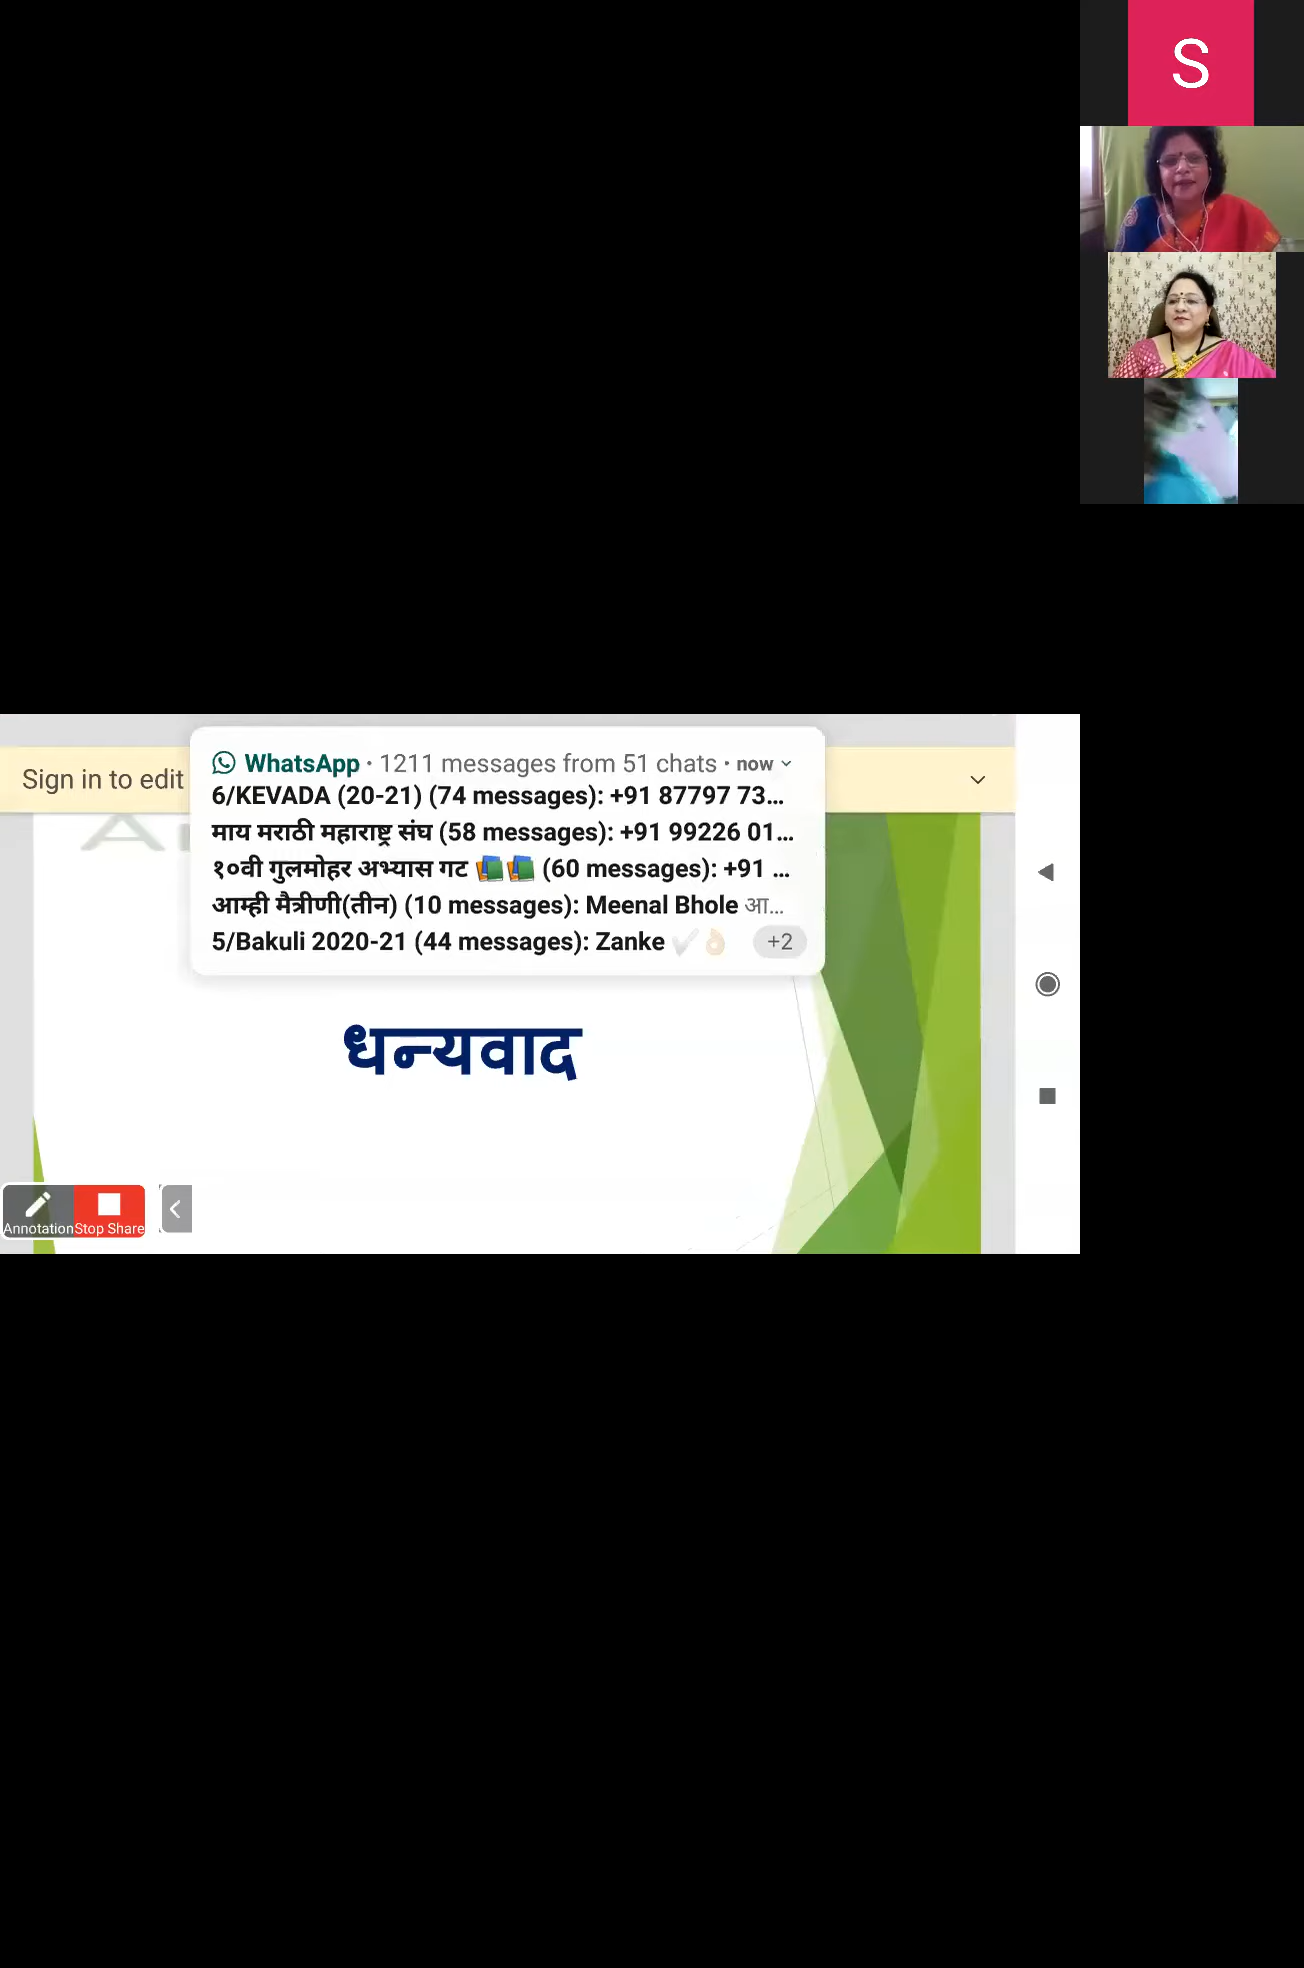 S
WhatsApp • 1211 messages from 51 chats • now
Sign in to edit
6/KEVADA (20-21) (74 messages): +91 87797 73...
माय मराठी महाराष्ट्र संघ (58 messages): +91 99226 01...
१०वी गुलमोहर अभ्यास गट 📗📗 (60 messages): +91 ...
आम्ही मैत्रीणी(तीन) (10 messages): Meenal Bhole आ...
5/Bakuli 2020-21 (44 messages): Zanke ✔👌🏻 +2
धन्यवाद
Annotation Stop Share